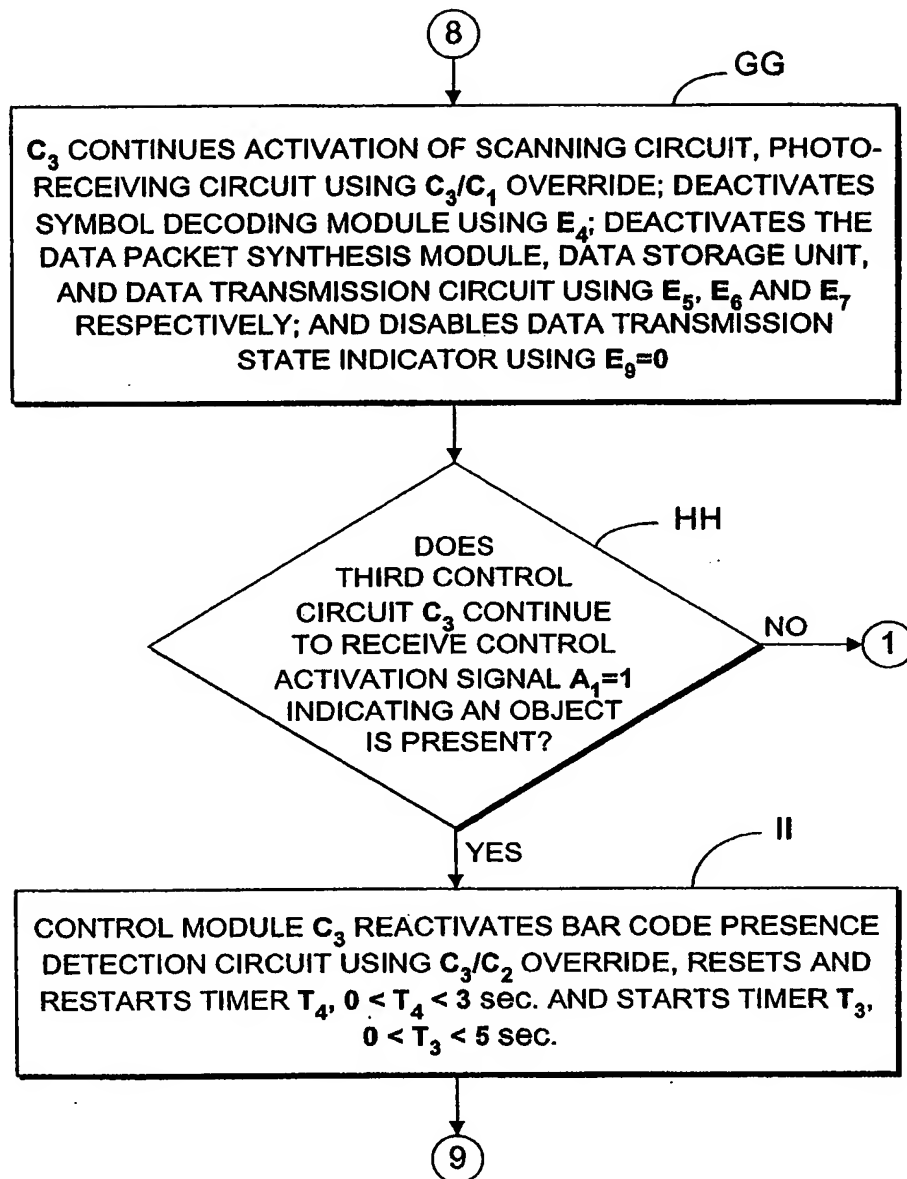 8
GG
C₃ CONTINUES ACTIVATION OF SCANNING CIRCUIT, PHOTO-
RECEIVING CIRCUIT USING C₃/C₁ OVERRIDE; DEACTIVATES
SYMBOL DECODING MODULE USING E₄; DEACTIVATES THE
DATA PACKET SYNTHESIS MODULE, DATA STORAGE UNIT,
AND DATA TRANSMISSION CIRCUIT USING E₅, E₆ AND E₇
RESPECTIVELY; AND DISABLES DATA TRANSMISSION
STATE INDICATOR USING E₉=0
HH
DOES
THIRD CONTROL
CIRCUIT C₃ CONTINUE
TO RECEIVE CONTROL
ACTIVATION SIGNAL A₁=1
INDICATING AN OBJECT
IS PRESENT?
NO
1
YES
II
CONTROL MODULE C₃ REACTIVATES BAR CODE PRESENCE
DETECTION CIRCUIT USING C₃/C₂ OVERRIDE, RESETS AND
RESTARTS TIMER T₄, 0 < T₄ < 3 sec. AND STARTS TIMER T₃,
0 < T₃ < 5 sec.
9